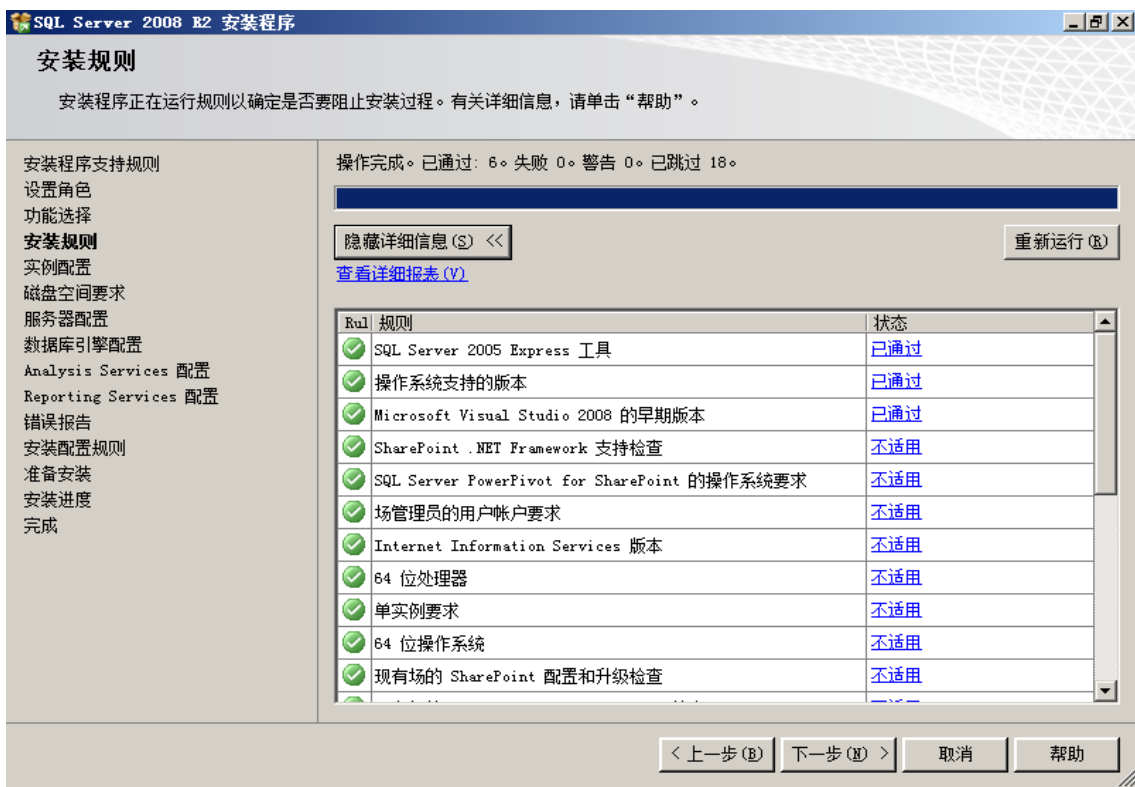 SQL Server 2008 R2 安装程序
安装规则
安装程序正在运行规则以确定是否要阻止安装过程。有关详细信息，请单击“帮助”。
安装程序支持规则
设置角色
功能选择
安装规则
实例配置
磁盘空间要求
服务器配置
数据库引擎配置
Analysis Services 配置
Reporting Services 配置
错误报告
安装配置规则
准备安装
安装进度
完成
操作完成。已通过: 6。失败 0。警告 0。已跳过 18。
隐藏详细信息(S) <<
重新运行(R)
查看详细报表(V)
Rul 规则 状态
SQL Server 2005 Express 工具 已通过
操作系统支持的版本 已通过
Microsoft Visual Studio 2008 的早期版本 已通过
SharePoint .NET Framework 支持检查 不适用
SQL Server PowerPivot for SharePoint 的操作系统要求 不适用
场管理员的用户帐户要求 不适用
Internet Information Services 版本 不适用
64 位处理器 不适用
单实例要求 不适用
64 位操作系统 不适用
现有场的 SharePoint 配置和升级检查 不适用
< 上一步(B) 下一步(N) > 取消 帮助